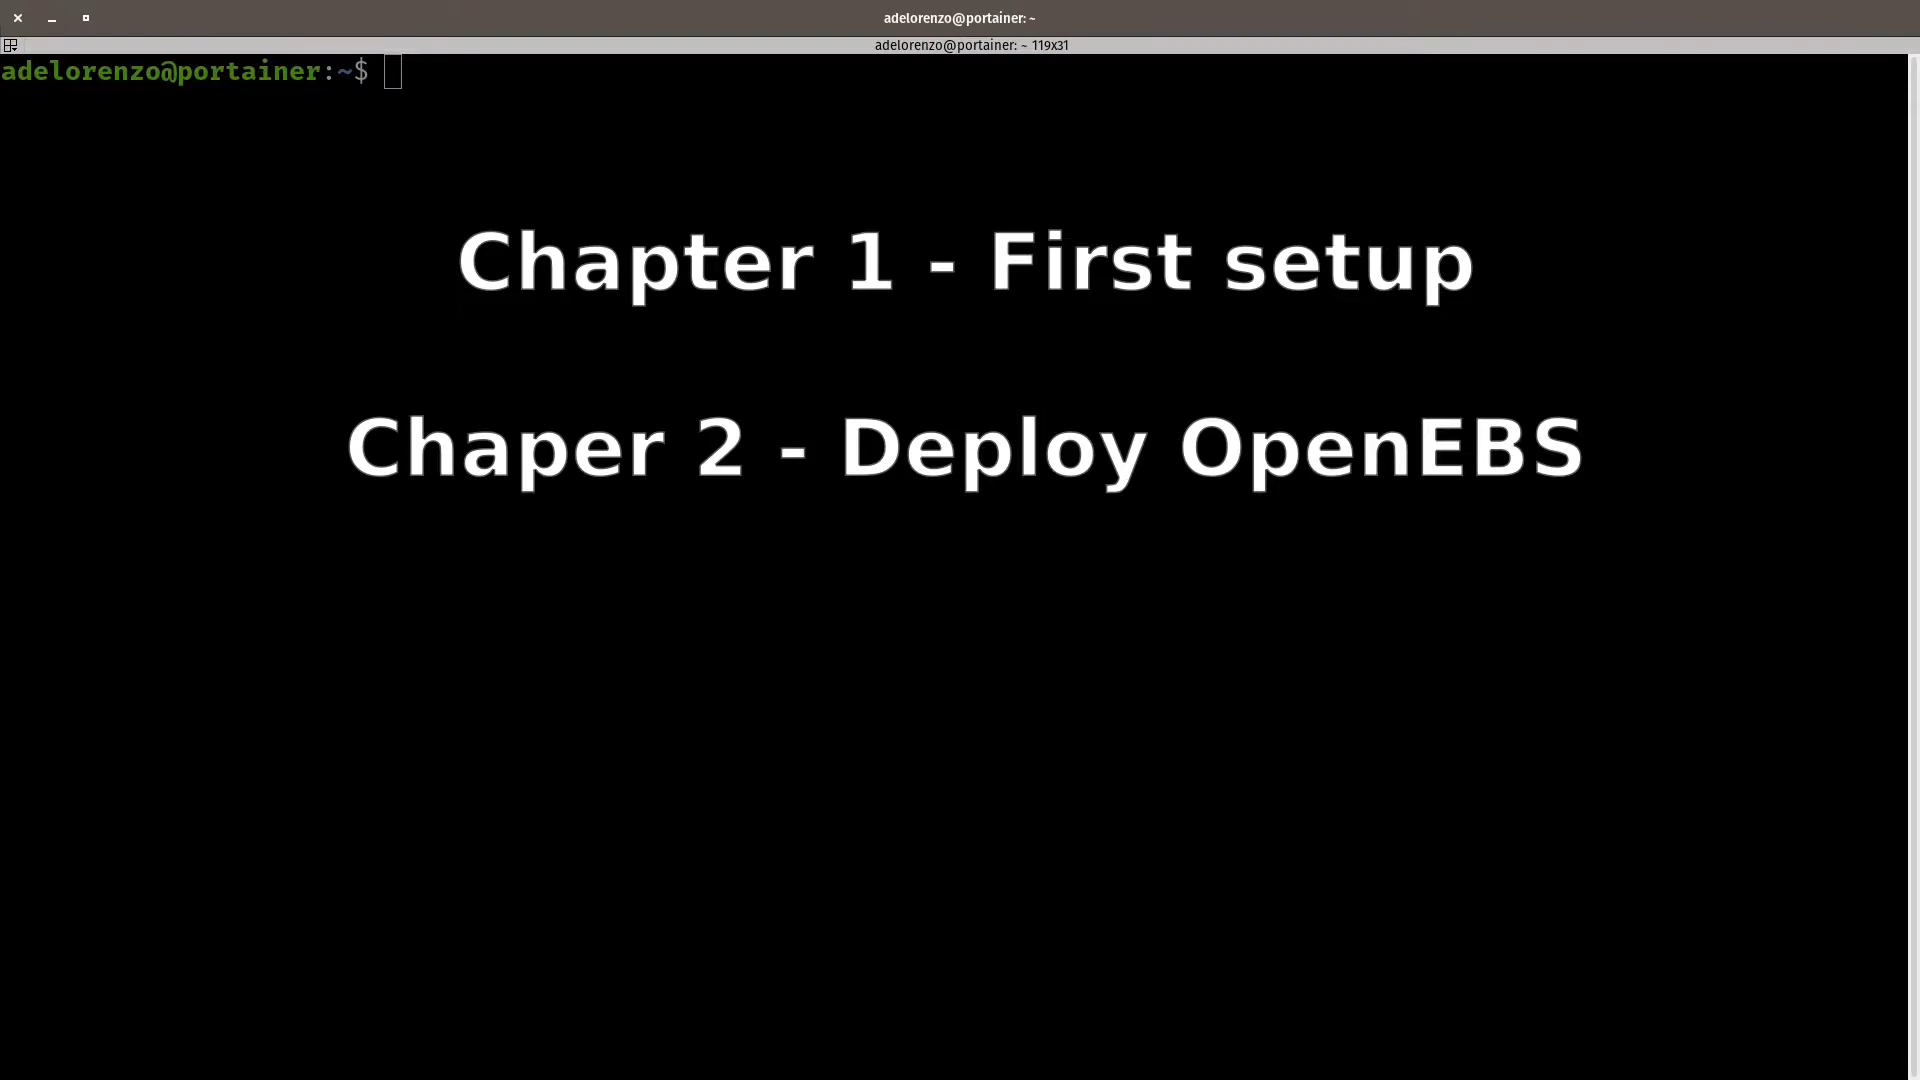 adelorenzo@portainer: ~
adelorenzo@portainer: ~ 119x31
adelorenzo@portainer:~$
Chapter 1 - First setup
Chaper 2 - Deploy OpenEBS